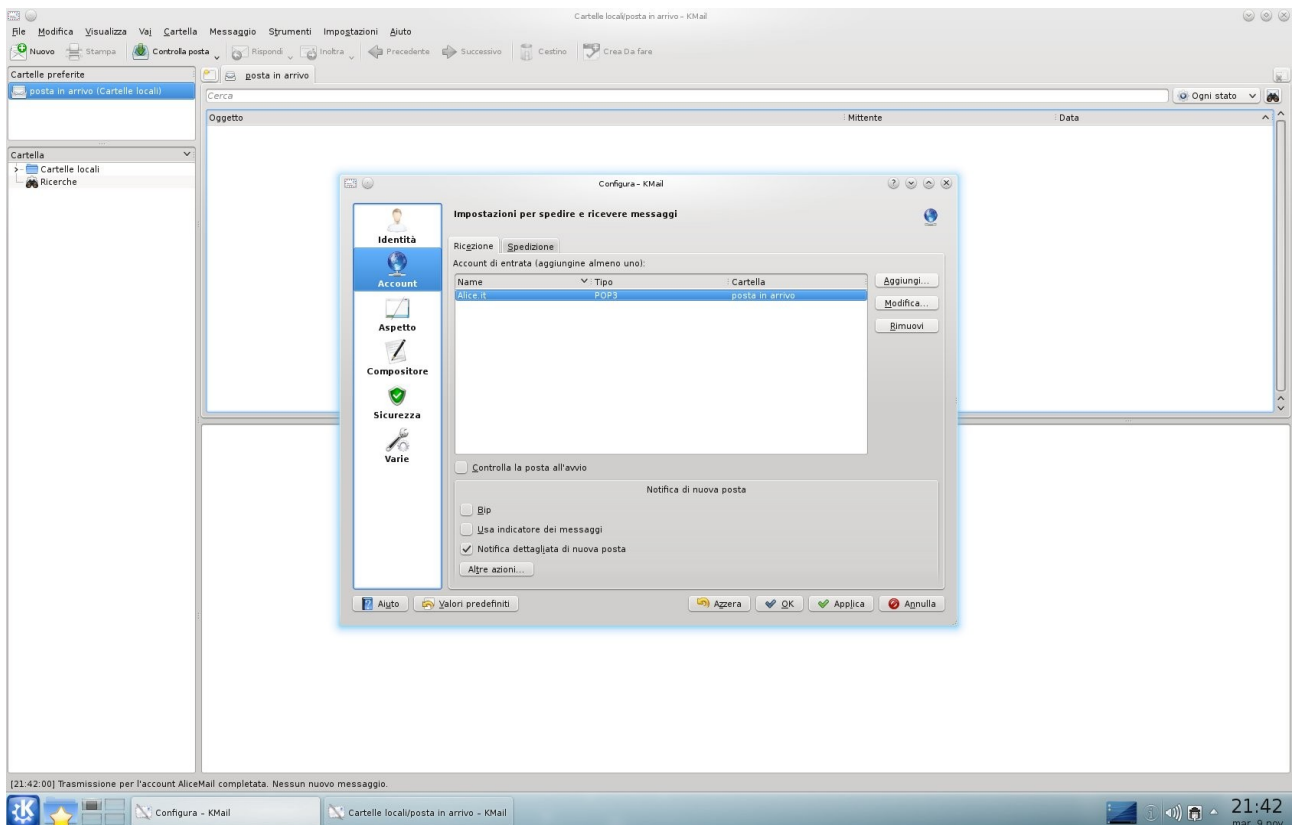 Cartelle locali/posta in arrivo – KMail
File Modifica Visualizza Vai Cartella Messaggio Strumenti Impostazioni Aiuto
Nuovo Stampa Controlla posta Rispondi Inoltra Precedente Successivo Cestino Crea Da fare
Cartelle preferite
posta in arrivo (Cartelle locali)
posta in arrivo
Cerca
Ogni stato
Oggetto Mittente Data
Cartella
Cartelle locali
Ricerche
Configura – KMail
Identità
Account
Aspetto
Compositore
Sicurezza
Varie
Impostazioni per spedire e ricevere messaggi
Ricezione Spedizione
Account di entrata (aggiungine almeno uno):
Name Tipo Cartella
Alice.it POP3 posta in arrivo
Aggiungi...
Modifica...
Rimuovi
Controlla la posta all'avvio
Notifica di nuova posta
Bip
Usa indicatore dei messaggi
Notifica dettagliata di nuova posta
Altre azioni...
Aiuto Valori predefiniti Azzera OK Applica Annulla
[21:42:00] Trasmissione per l'account AliceMail completata. Nessun nuovo messaggio.
Configura – KMail
Cartelle locali/posta in arrivo – KMail
21:42
mar. 9 nov